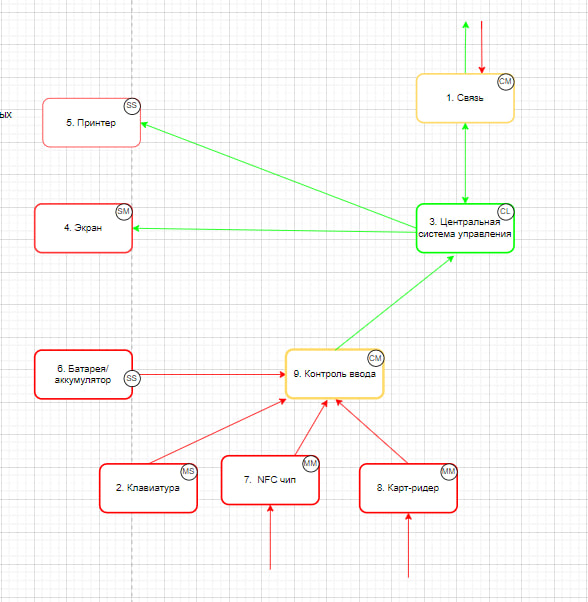 CM
1. Связь
SS
5. Принтер
ых
SM
4. Экран
CL
3. Центральная
система управления
6. Батарея/
аккумулятор
SS
CM
9. Контроль ввода
MS
2. Клавиатура
MM
7. NFC чип
MM
8. Карт-ридер